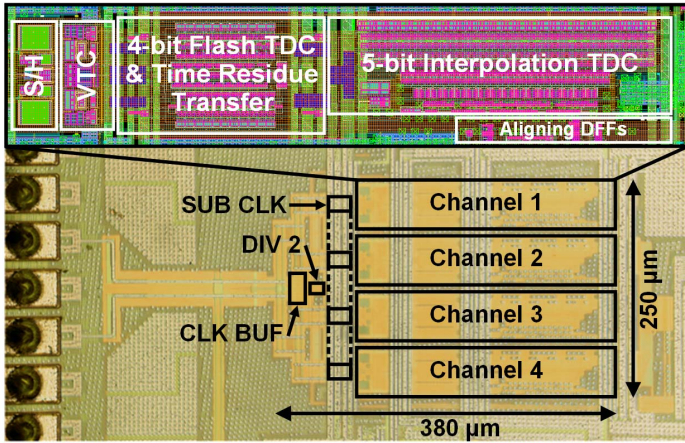 S/H
VTC
4-bit Flash TDC
& Time Residue
Transfer
5-bit Interpolation TDC
Aligning DFFs
SUB CLK
DIV 2
CLK BUF
Channel 1
Channel 2
Channel 3
Channel 4
250 µm
380 µm